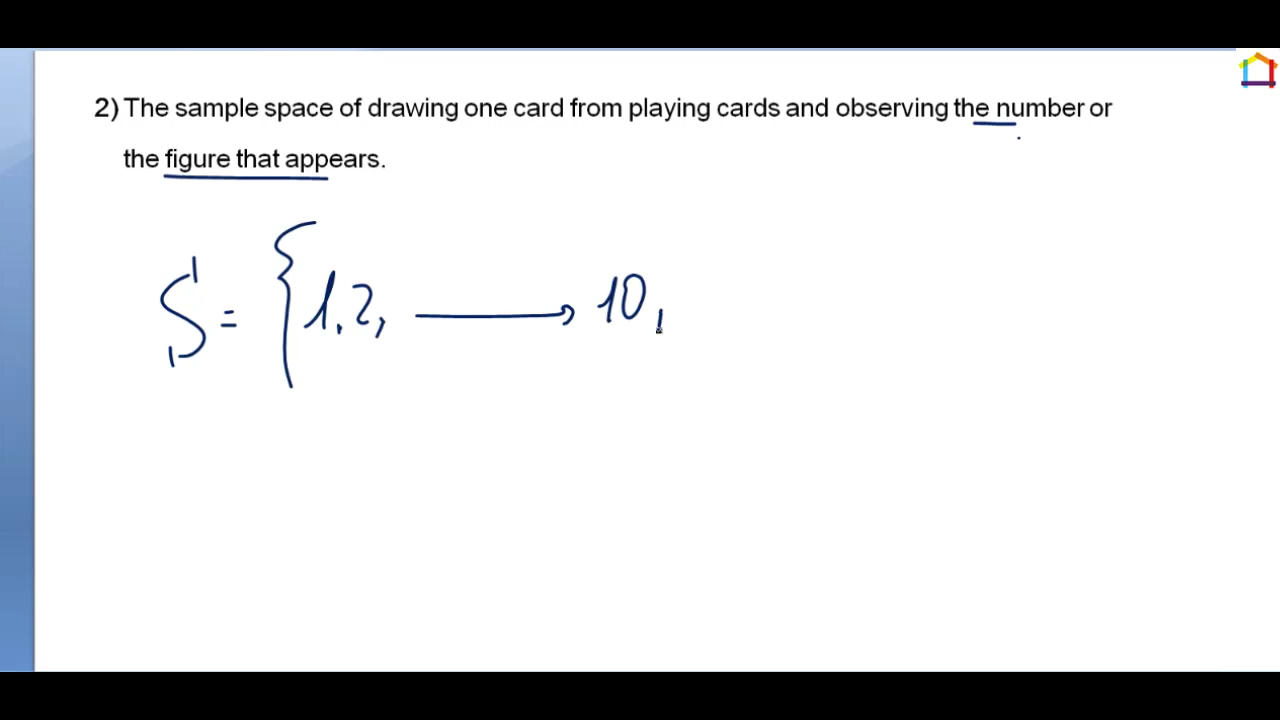 2) The sample space of drawing one card from playing cards and observing the number or
the figure that appears.
S = { 1, 2, ⟶ 10,